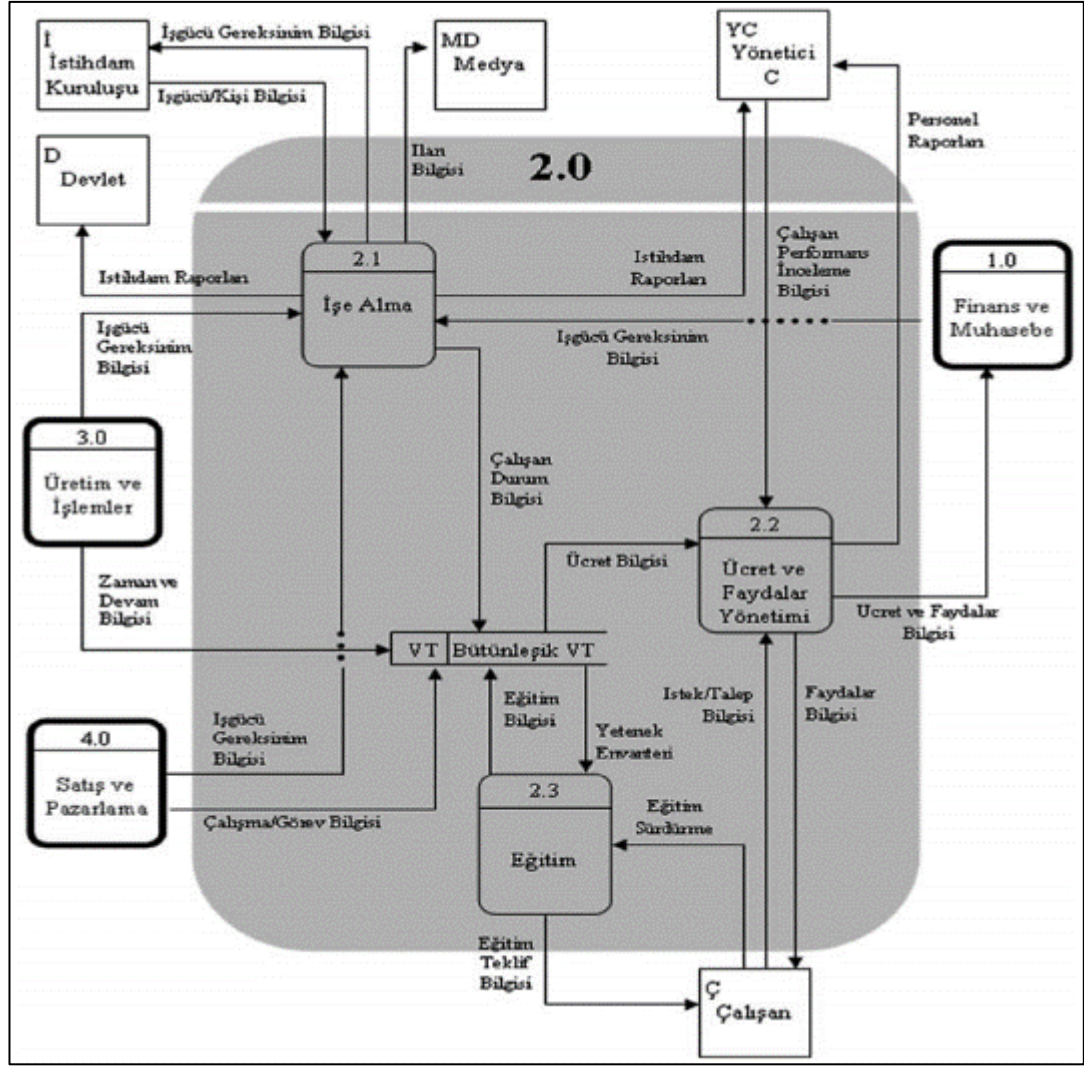 İ
İstihdam
Kuruluşu
İşgücü Gereksinim Bilgisi
İşgücü/Kişi Bilgisi
MD
Medya
YC
Yönetici
C
D
Devlet
İlan
Bilgisi
2.0
Personel
Raporları
İstihdam Raporları
2.1
İşe Alma
İstihdam
Raporları
Çalışan
Performans
İnceleme
Bilgisi
1.0
Finans ve
Muhasebe
İşgücü
Gereksinim
Bilgisi
İşgücü Gereksinim
Bilgisi
3.0
Üretim ve
İşlemler
Çalışan
Durum
Bilgisi
2.2
Ücret ve
Faydalar
Yönetimi
Ücret Bilgisi
Zaman ve
Devam
Bilgisi
Ücret ve Faydalar
Bilgisi
VT
Bütünleşik VT
4.0
Satış ve
Pazarlama
İşgücü
Gereksinim
Bilgisi
Eğitim
Bilgisi
Yetenek
Envanteri
İstek/Talep
Bilgisi
Faydalar
Bilgisi
Çalışma/Görev Bilgisi
2.3
Eğitim
Eğitim
Sürdürme
Eğitim
Teklif
Bilgisi
Ç
Çalışan